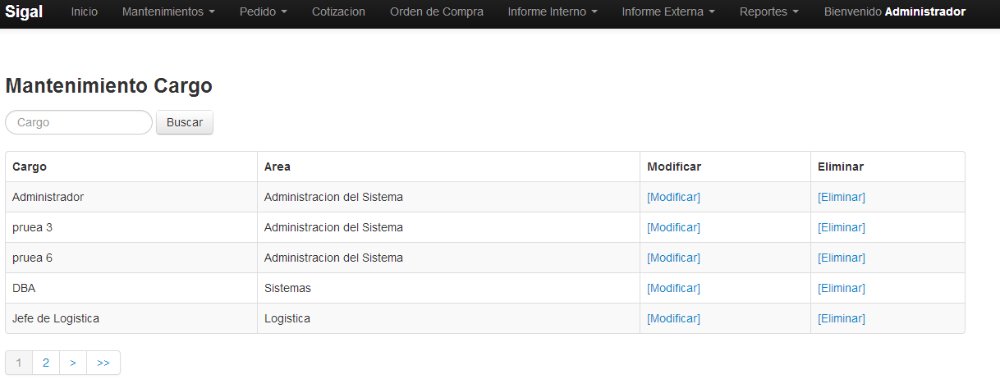 Sigal Inicio Mantenimientos Pedido Cotizacion Orden de Compra Informe Interno Informe Externa Reportes Bienvenido Administrador
Mantenimiento Cargo
Cargo Buscar
Cargo Area Modificar Eliminar
Administrador Administracion del Sistema [Modificar] [Eliminar]
pruea 3 Administracion del Sistema [Modificar] [Eliminar]
pruea 6 Administracion del Sistema [Modificar] [Eliminar]
DBA Sistemas [Modificar] [Eliminar]
Jefe de Logistica Logistica [Modificar] [Eliminar]
1 2 > >>